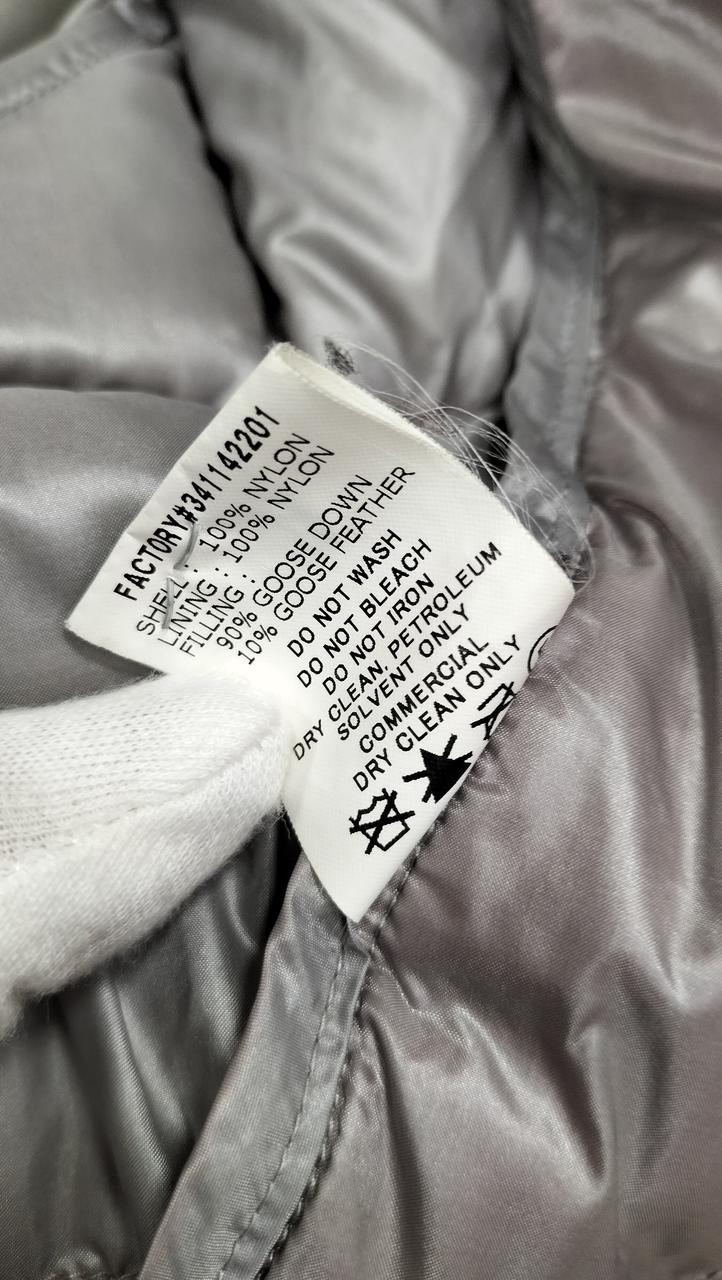 FACTORY#341142201
SHELL : 100% NYLON
LINING : 100% NYLON
FILLING :
90% GOOSE DOWN
10% GOOSE FEATHER
DO NOT WASH
DO NOT BLEACH
DO NOT IRON
DRY CLEAN, PETROLEUM
SOLVENT ONLY
COMMERCIAL
DRY CLEAN ONLY